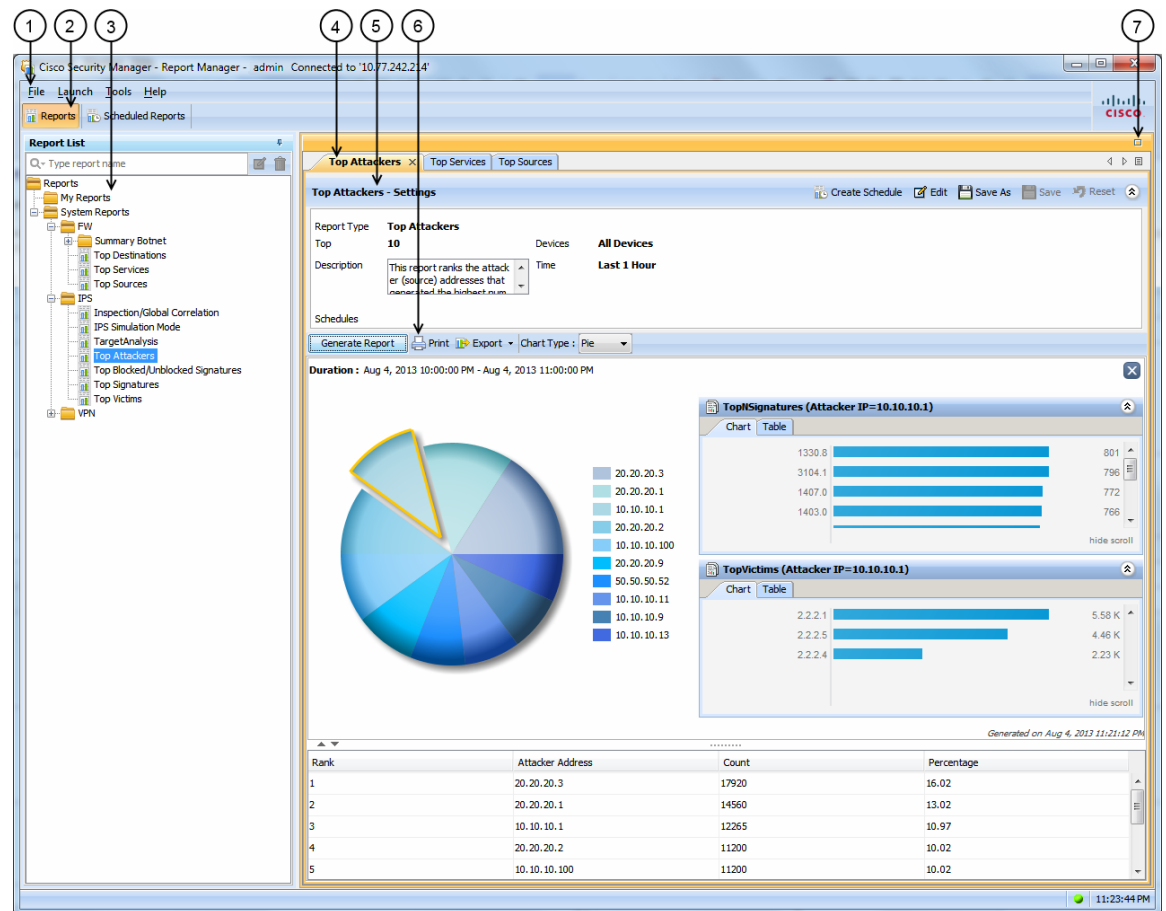 1 2 3 4 5 6 7
Cisco Security Manager - Report Manager - admin Connected to '10.77.242.214'
File Launch Tools Help
Reports Scheduled Reports
CISCO
Report List
Type report name
Reports
My Reports
System Reports
FW
Summary Botnet
Top Destinations
Top Services
Top Sources
IPS
Inspection/Global Correlation
IPS Simulation Mode
TargetAnalysis
Top Attackers
Top Blocked/Unblocked Signatures
Top Signatures
Top Victims
VPN
Top Attackers Top Services Top Sources
Top Attackers - Settings Create Schedule Edit Save As Save Reset
Report Type Top Attackers
Top 10 Devices All Devices
Description This report ranks the attack Time Last 1 Hour
er (source) addresses that
generated the highest num
Schedules
Generate Report Print Export Chart Type : Pie
Duration : Aug 4, 2013 10:00:00 PM - Aug 4, 2013 11:00:00 PM
20.20.20.3
20.20.20.1
10.10.10.1
20.20.20.2
10.10.10.100
20.20.20.9
50.50.50.52
10.10.10.11
10.10.10.9
10.10.10.13
TopNSignatures (Attacker IP=10.10.10.1)
Chart Table
1330.8 801
3104.1 796
1407.0 772
1403.0 766
hide scroll
TopVictims (Attacker IP=10.10.10.1)
Chart Table
2.2.2.1 5.58 K
2.2.2.5 4.46 K
2.2.2.4 2.23 K
hide scroll
Generated on Aug 4, 2013 11:21:12 PM
Rank Attacker Address Count Percentage
1 20.20.20.3 17920 16.02
2 20.20.20.1 14560 13.02
3 10.10.10.1 12265 10.97
4 20.20.20.2 11200 10.02
5 10.10.10.100 11200 10.02
11:23:44 PM